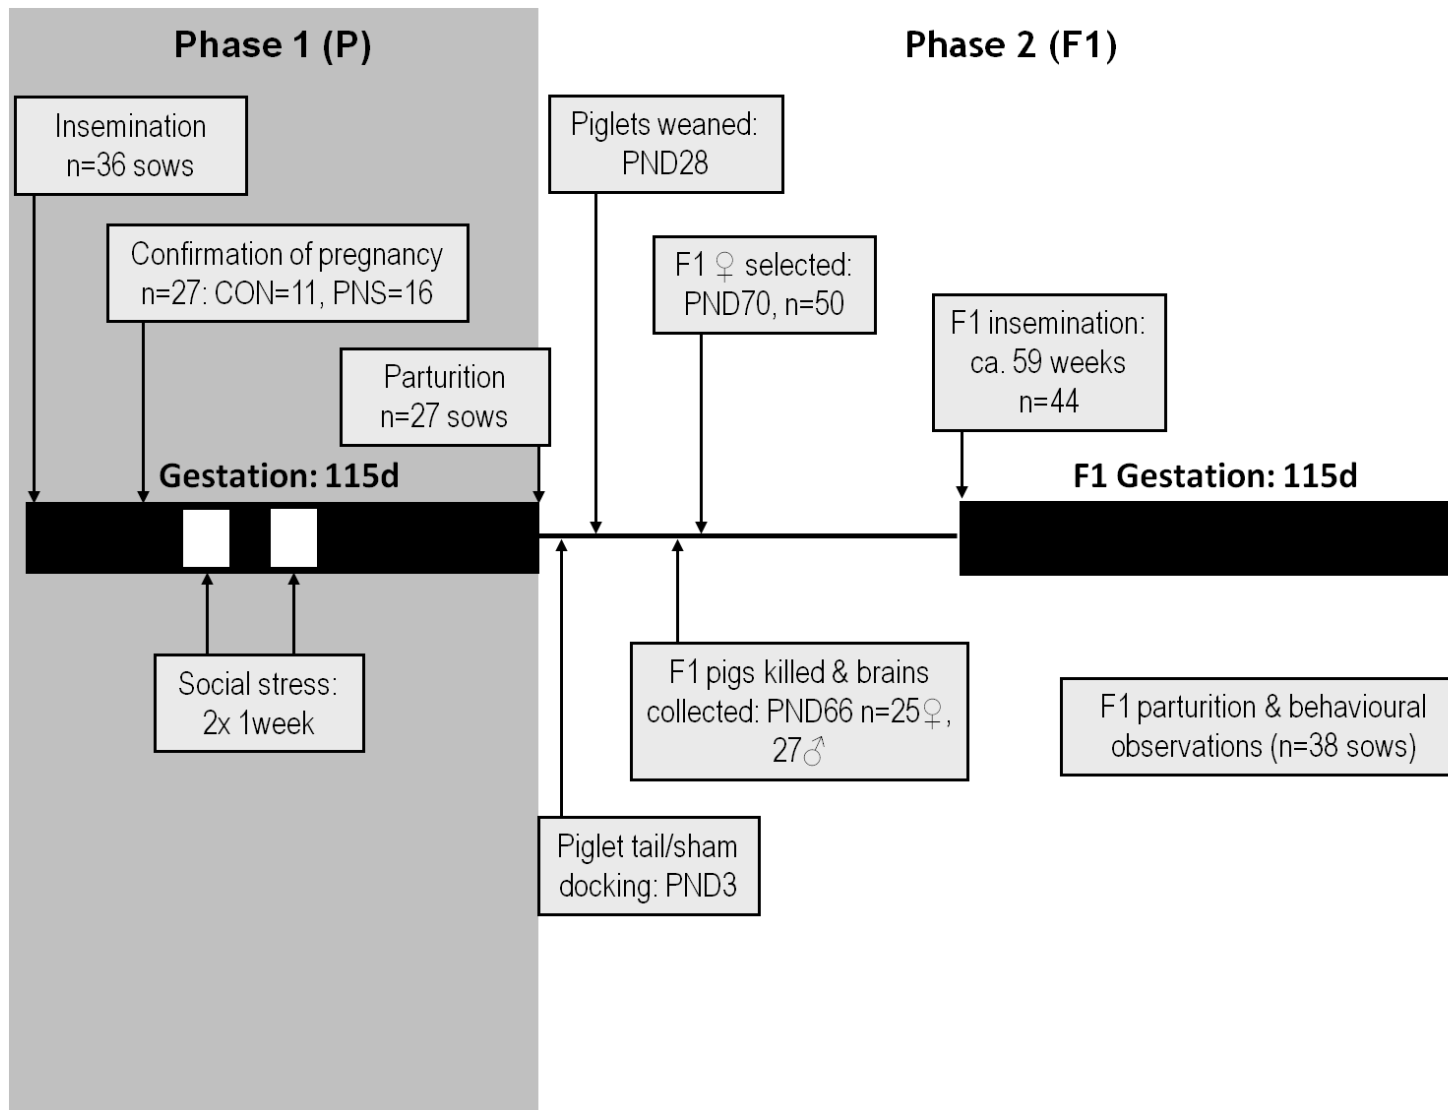 Phase 1 (P)
Phase 2 (F1)
Insemination
n=36 sows
Piglets weaned:
PND28
Confirmation of pregnancy
n=27: CON=11, PNS=16
F1 ♀ selected:
PND70, n=50
F1 insemination:
ca. 59 weeks
n=44
Parturition
n=27 sows
Gestation: 115d
F1 Gestation: 115d
Social stress:
2x 1week
F1 pigs killed & brains
collected: PND66 n=25♀,
27♂
F1 parturition & behavioural
observations (n=38 sows)
Piglet tail/sham
docking: PND3